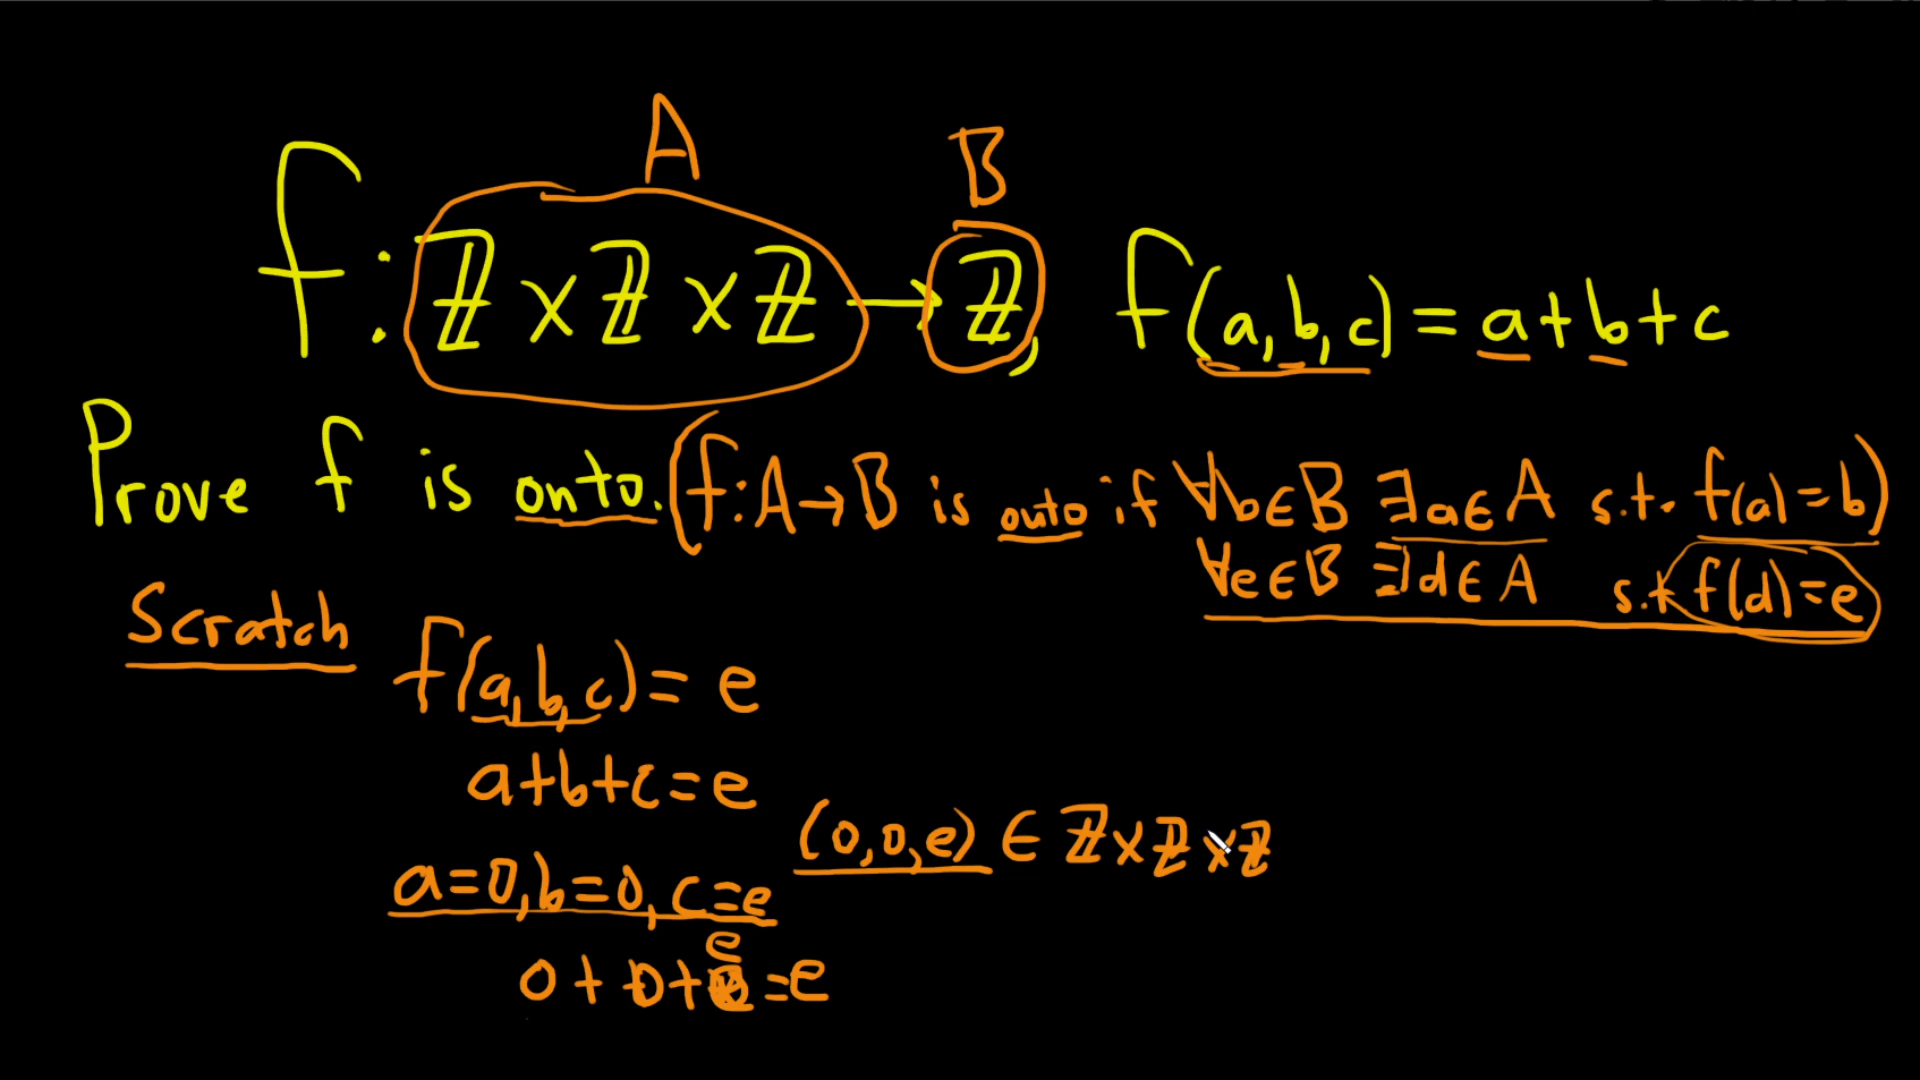 A B
f: ℤ × ℤ × ℤ → ℤ, f(a, b, c) = a + b + c
Prove f is onto. (f: A → B is onto if ∀b ∈ B ∃a ∈ A s.t. f(a) = b)
∀e ∈ B ∃d ∈ A s.t f(d) = e
Scratch
f(a, b, c) = e
a + b + c = e
(0, 0, e) ∈ ℤ × ℤ × ℤ
a = 0, b = 0, c = e
e
0 + 0 + = e